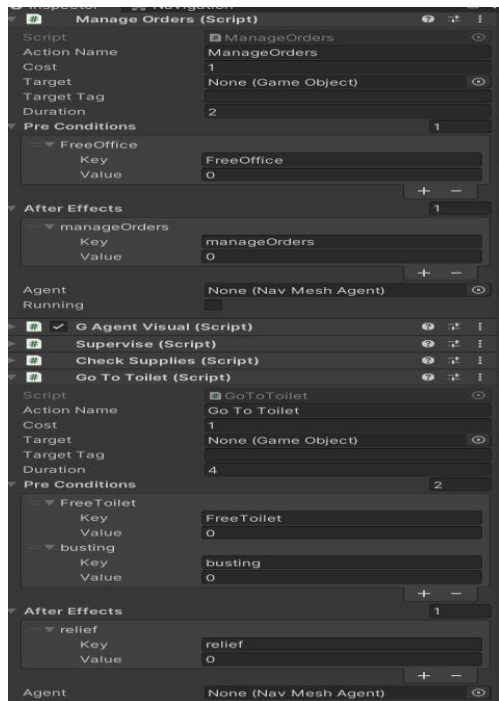 Manage Orders (Script)
Script ManageOrders
Action Name ManageOrders
Cost 1
Target None (Game Object)
Target Tag
Duration 2
Pre Conditions 1
FreeOffice
Key FreeOffice
Value 0
+ −
After Effects 1
manageOrders
Key manageOrders
Value 0
+ −
Agent None (Nav Mesh Agent)
Running
# G Agent Visual (Script)
# Supervise (Script)
# Check Supplies (Script)
# Go To Toilet (Script)
Script GoToToilet
Action Name Go To Toilet
Cost 1
Target None (Game Object)
Target Tag
Duration 4
Pre Conditions 2
FreeToilet
Key FreeToilet
Value 0
busting
Key busting
Value 0
+ −
After Effects 1
relief
Key relief
Value 0
+ −
Agent None (Nav Mesh Agent)